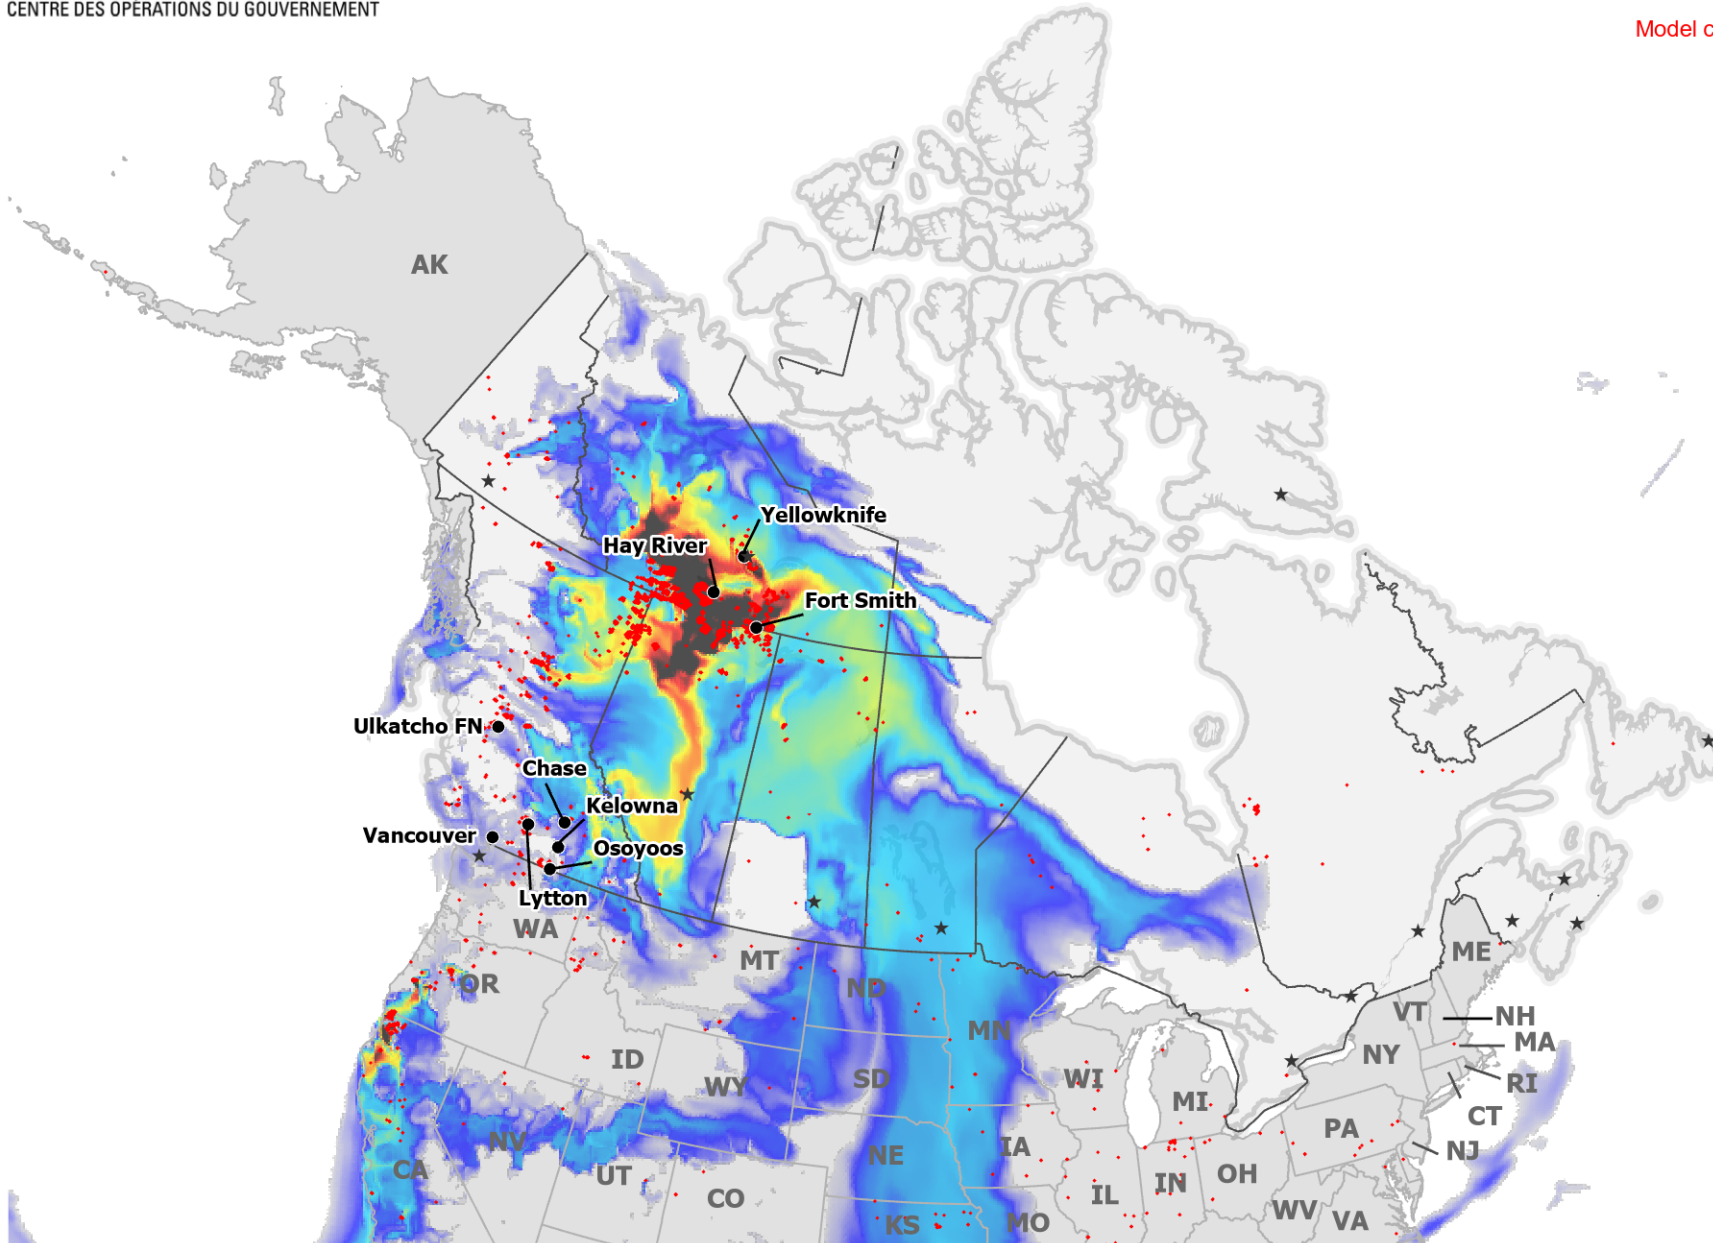 CENTRE DES OPÉRATIONS DU GOUVERNEMENT
Model c
AK
Yellowknife
Hay River
Fort Smith
Ulkatcho FN
Chase
Kelowna
Vancouver
Osoyoos
Lytton
WA
MT
ME
OR
ND
VT
NH
MN
MA
NY
ID
SD
WI
WY
RI
MI
CT
PA
NV
IA
NJ
NE
CA
UT
OH
IN
CO
IL
WV
VA
KS
MO